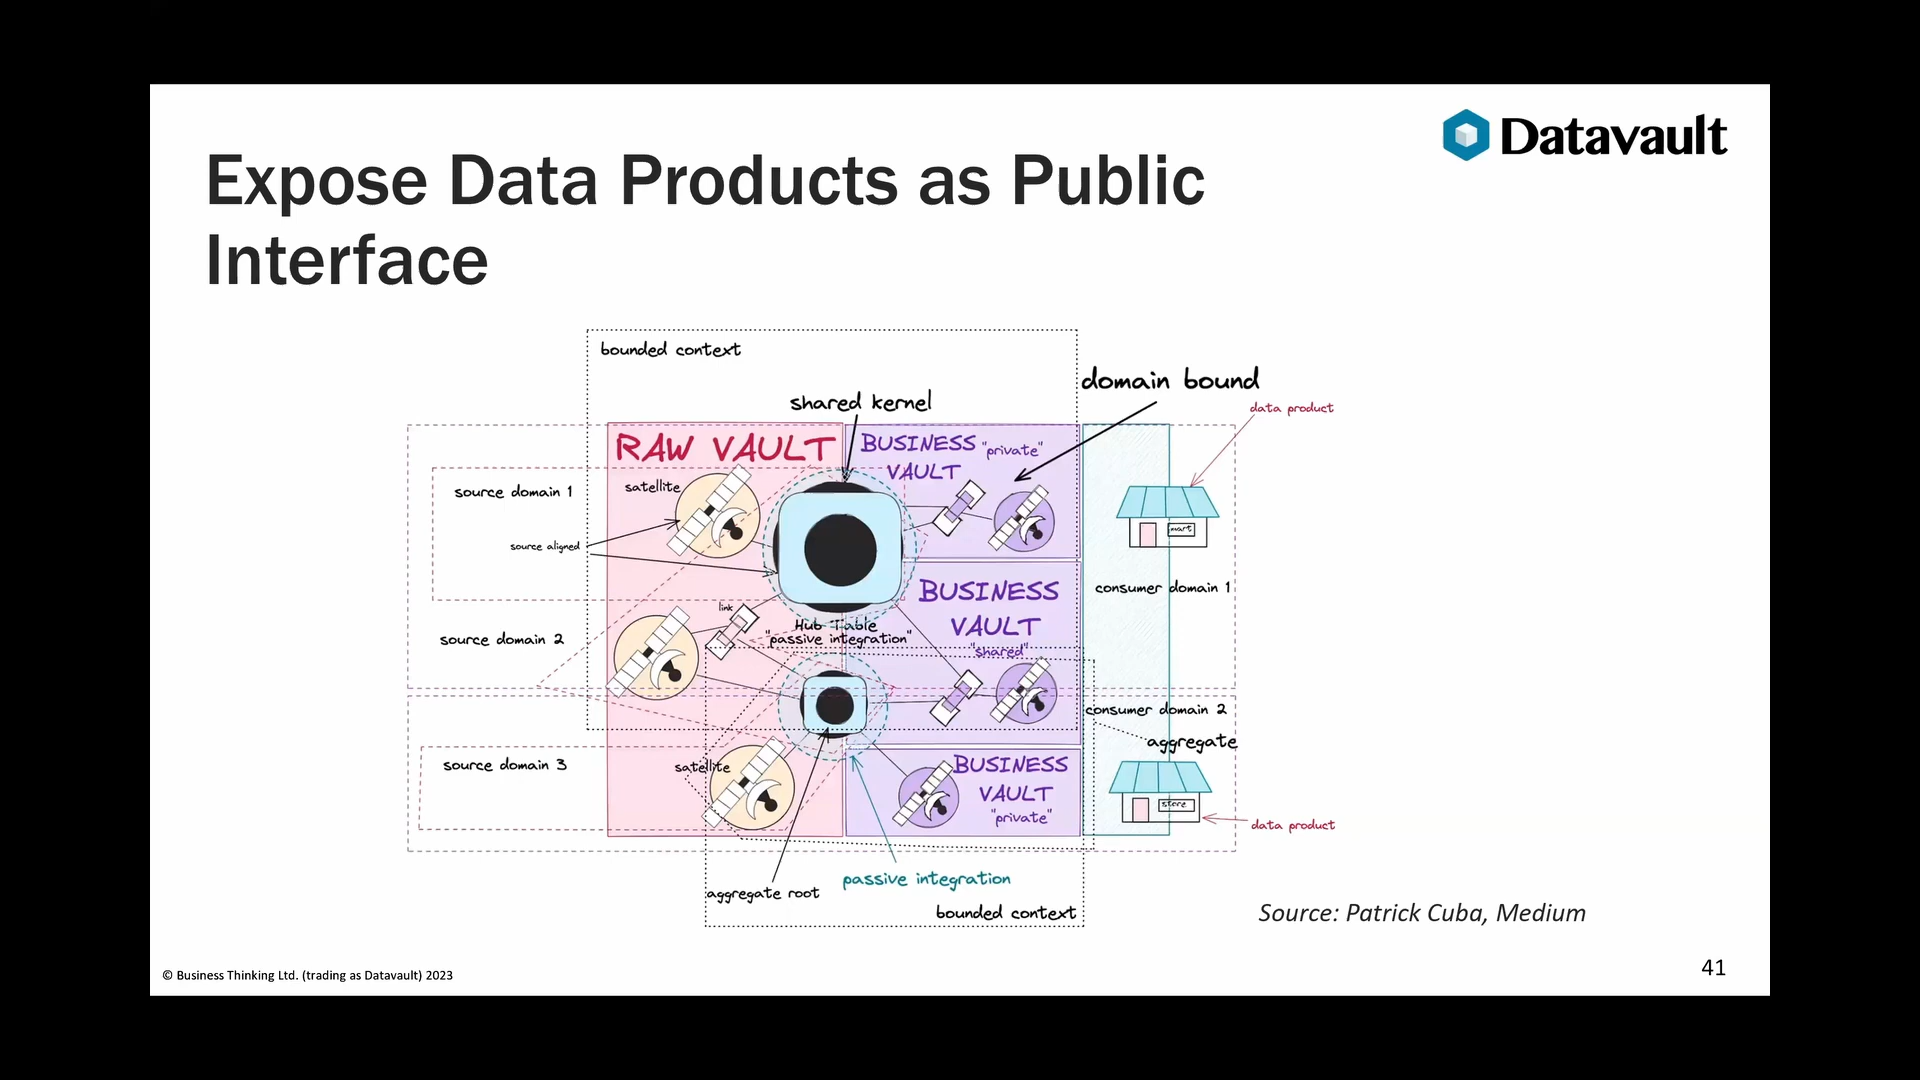 Datavault
Expose Data Products as Public
Interface
bounded context
domain bound
shared kernel
data product
RAW VAULT
BUSINESS "private"
VAULT
satellite
source domain 1
source aligned
mart
BUSINESS
VAULT
"shared"
consumer domain 1
link
Hub Table
"passive integration"
source domain 2
consumer domain 2
aggregate
source domain 3
satellite
BUSINESS
VAULT
"private"
store
data product
aggregate root
passive integration
bounded context
Source: Patrick Cuba, Medium
© Business Thinking Ltd. (trading as Datavault) 2023
41